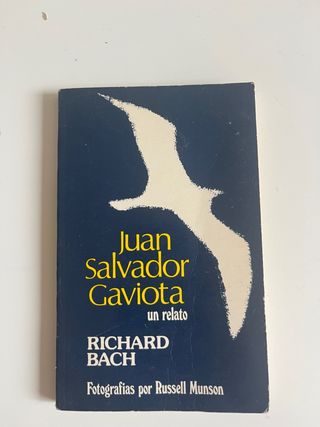 Juan
Salvador
Gaviota
un relato
RICHARD
BACH
Fotografías por Russell Munson